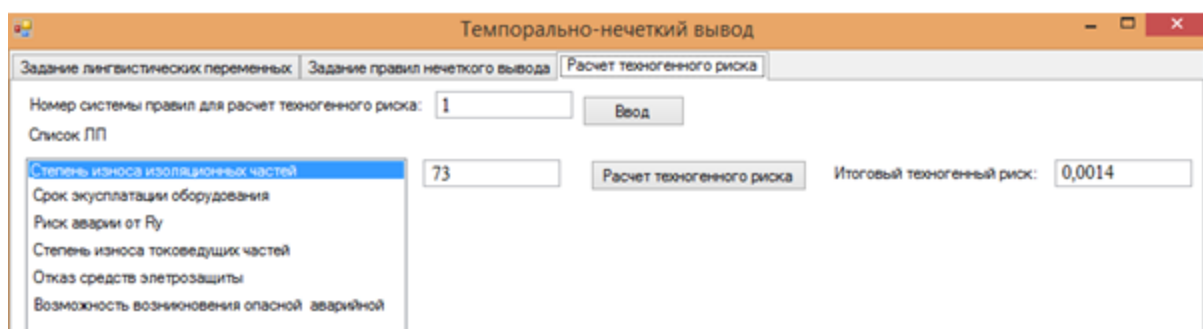 Темпорально-нечеткий вывод
Задание лингвистических переменных Задание правил нечеткого вывода Расчет техногенного риска
Номер системы правил для расчет техногенного риска: 1 Ввод
Список ЛП
Степень износа изоляционных частей 73 Расчет техногенного риска Итоговый техногенный риск: 0,0014
Срок экусплатации оборудования
Риск аварии от Ry
Степень износа токоведущих частей
Отказ средств элетрозащиты
Возможность возникновения опасной аварийной